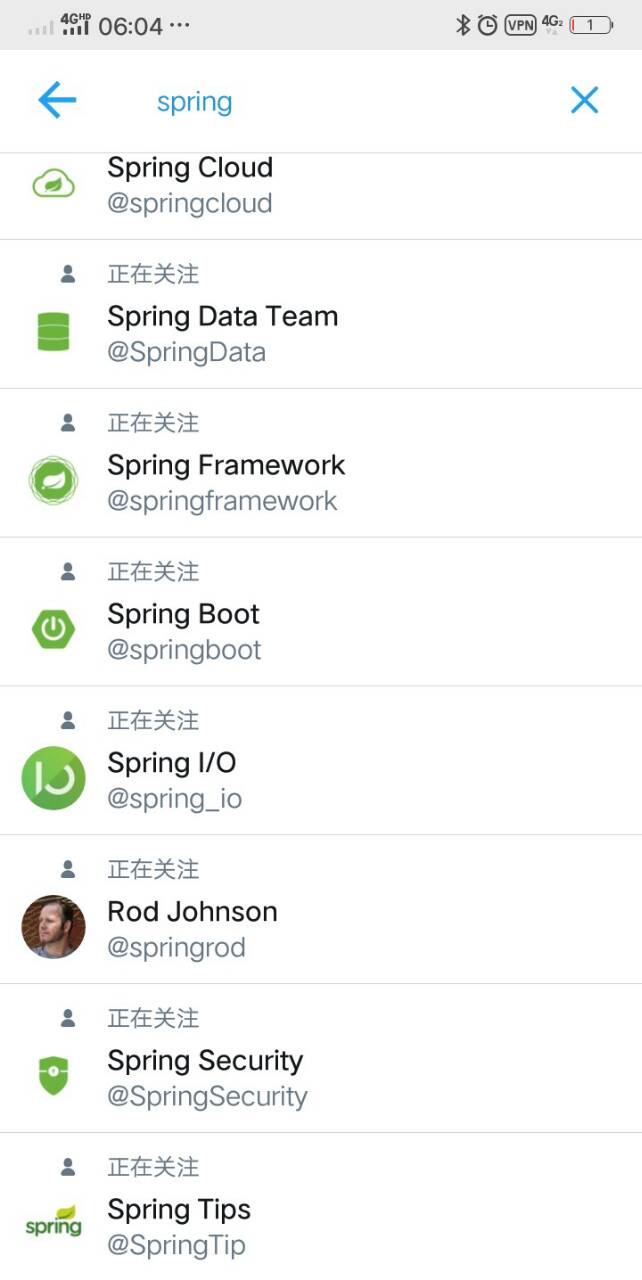 4GHD 06:04 ··· VPN 4G2 1
spring
Spring Cloud
@springcloud
正在关注
Spring Data Team
@SpringData
正在关注
Spring Framework
@springframework
正在关注
Spring Boot
@springboot
正在关注
Spring I/O
@spring_io
正在关注
Rod Johnson
@springrod
正在关注
Spring Security
@SpringSecurity
正在关注
Spring Tips
spring
@SpringTip